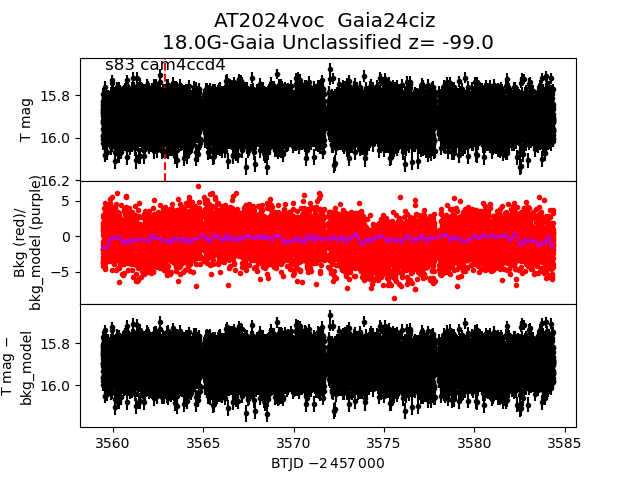 AT2024voc  Gaia24ciz
18.0G-Gaia Unclassified z= -99.0
s83 cam4ccd4
T mag
15.8
16.0
16.2
Bkg (red)/
bkg_model (purple)
5
0
−5
T mag −
bkg_model
15.8
16.0
3560 3565 3570 3575 3580 3585
BTJD −2 457 000